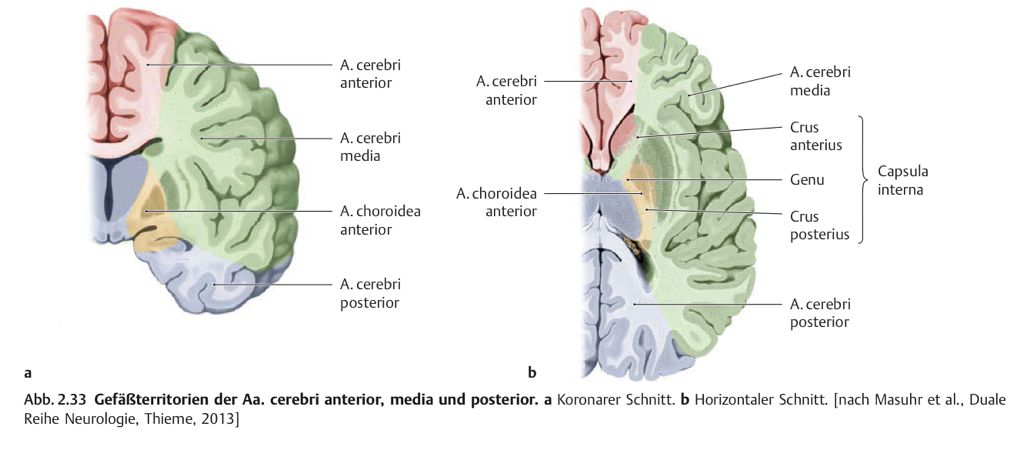 A. cerebri
anterior
A. cerebri
media
A. choroidea
anterior
A. cerebri
posterior
a
A. cerebri
anterior
A. choroidea
anterior
A. cerebri
media
Crus
anterius
Genu
Crus
posterius
Capsula
interna
A. cerebri
posterior
b
Abb. 2.33 Gefäßterritorien der Aa. cerebri anterior, media und posterior. a Koronarer Schnitt. b Horizontaler Schnitt. [nach Masuhr et al., Duale
Reihe Neurologie, Thieme, 2013]